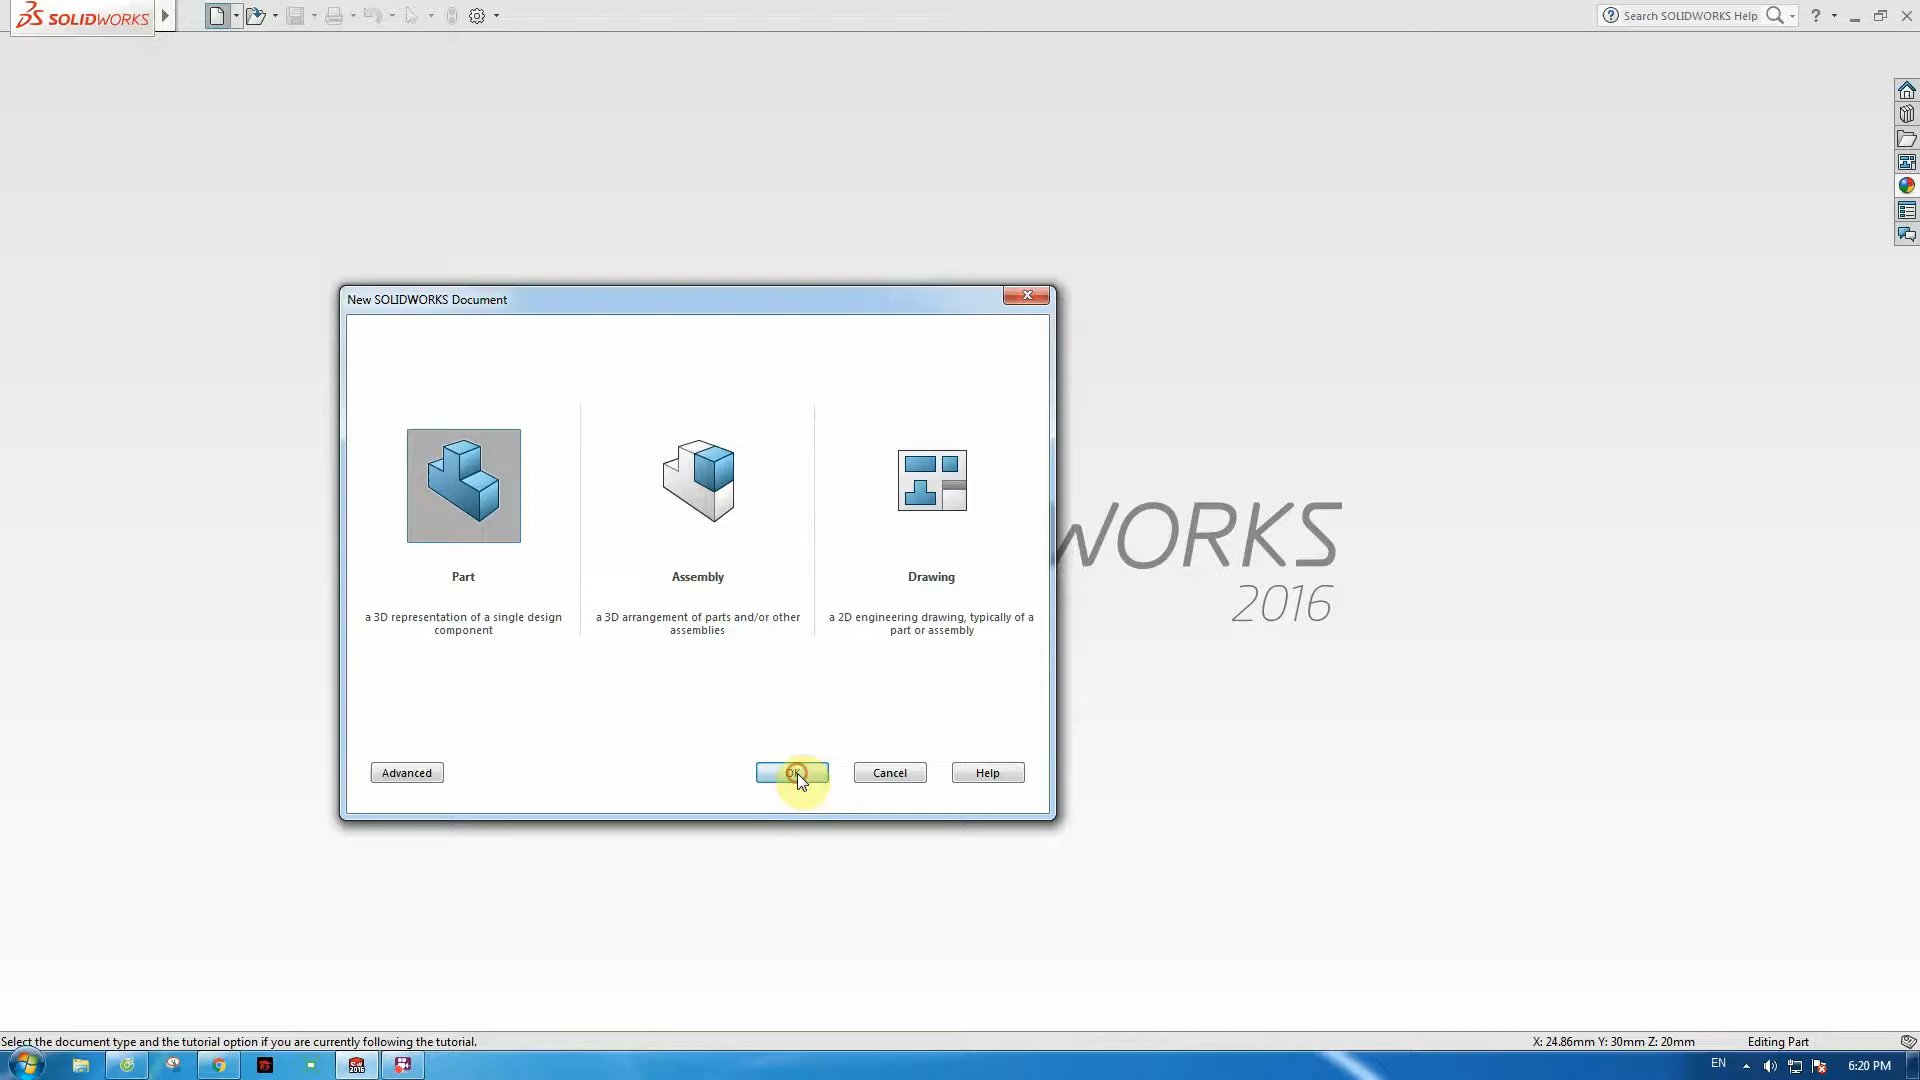 SOLIDWORKS
Search SOLIDWORKS Help
New SOLIDWORKS Document
Part
Assembly
Drawing
a 3D representation of a single design
component
a 3D arrangement of parts and/or other
assemblies
a 2D engineering drawing, typically of a
part or assembly
WORKS
2016
Advanced
OK
Cancel
Help
Select the document type and the tutorial option if you are currently following the tutorial.
X: 24.86mm Y: 30mm Z: 20mm
Editing Part
EN
6:20 PM